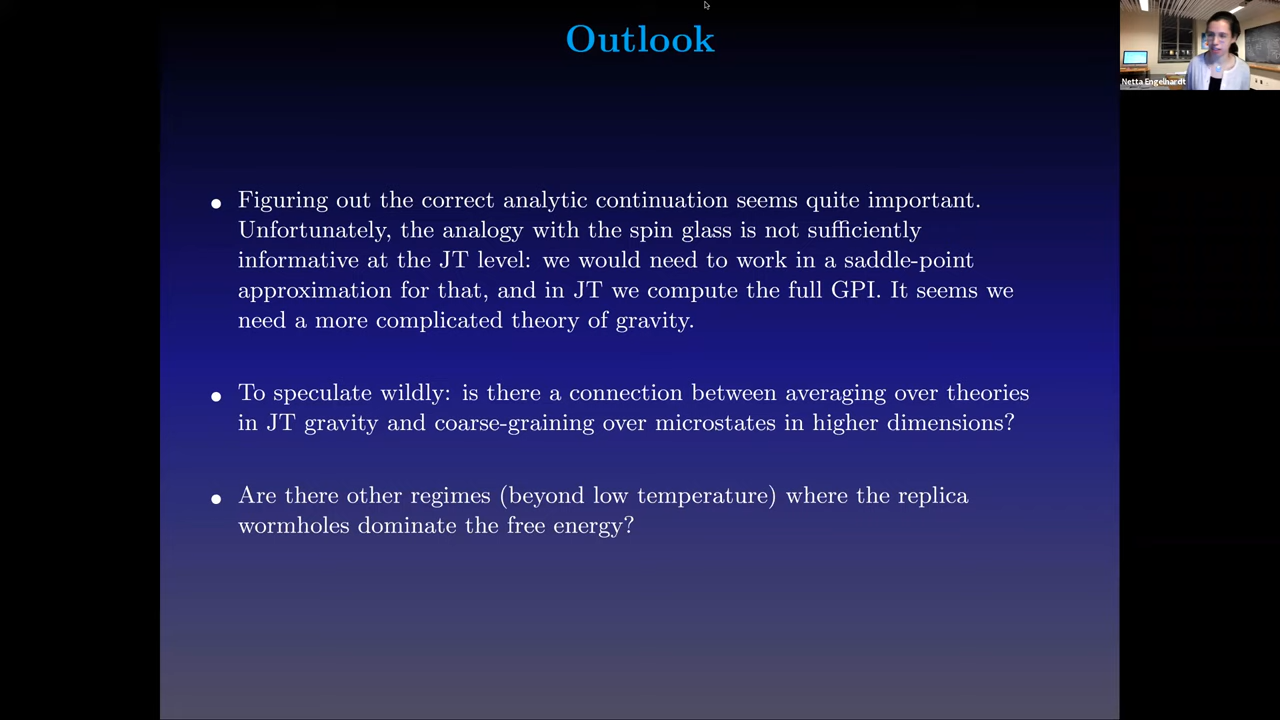 Outlook
Netta Engelhardt
• Figuring out the correct analytic continuation seems quite important.
Unfortunately, the analogy with the spin glass is not sufficiently
informative at the JT level: we would need to work in a saddle-point
approximation for that, and in JT we compute the full GPI. It seems we
need a more complicated theory of gravity.
• To speculate wildly: is there a connection between averaging over theories
in JT gravity and coarse-graining over microstates in higher dimensions?
• Are there other regimes (beyond low temperature) where the replica
wormholes dominate the free energy?